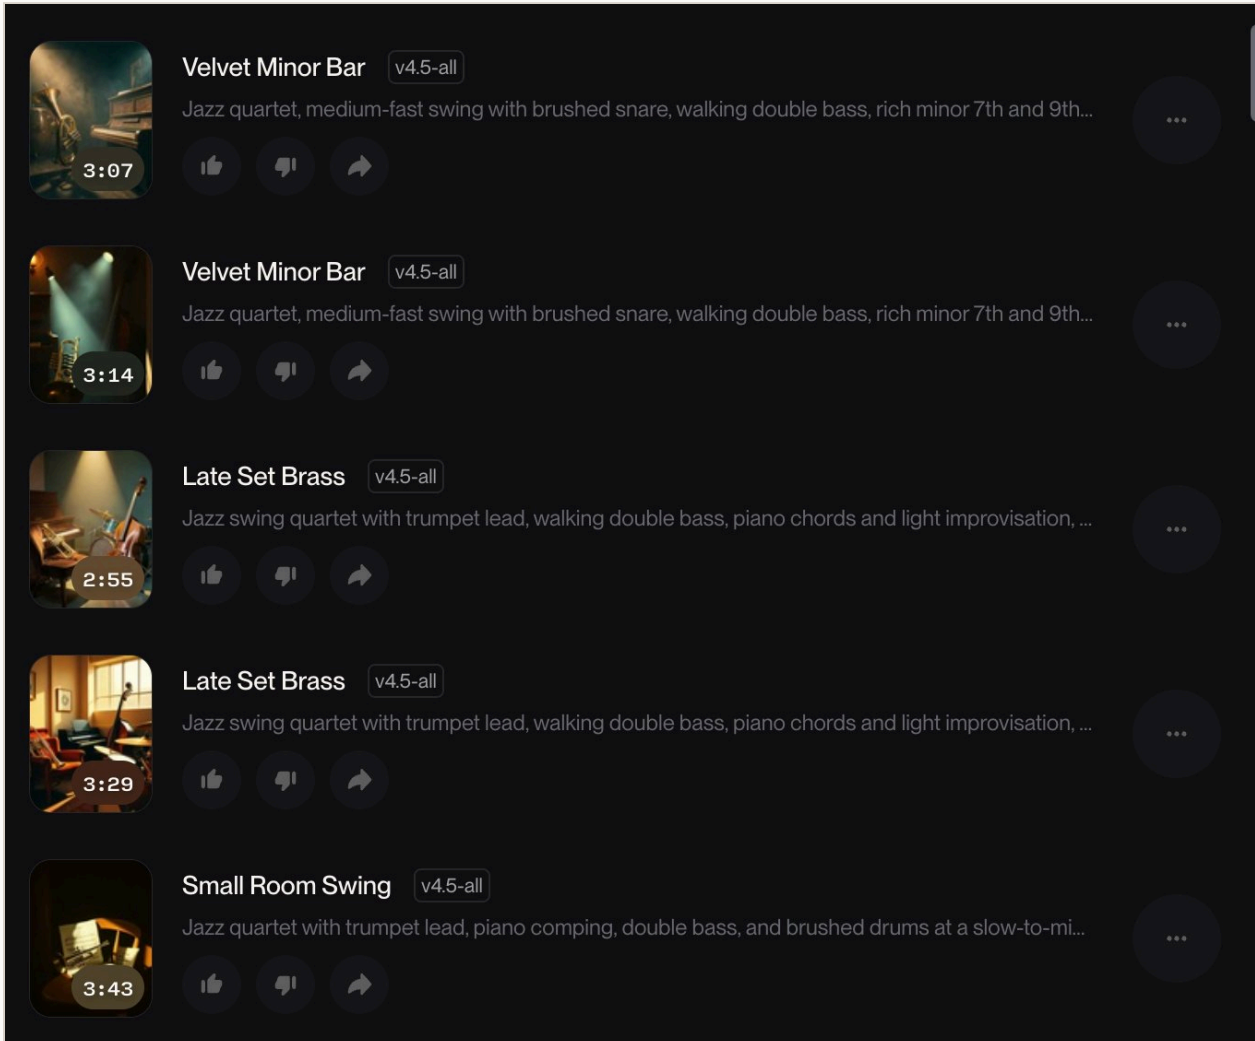 Velvet Minor Bar v4.5-all
Jazz quartet, medium-fast swing with brushed snare, walking double bass, rich minor 7th and 9th...
3:07
Velvet Minor Bar v4.5-all
Jazz quartet, medium-fast swing with brushed snare, walking double bass, rich minor 7th and 9th...
3:14
Late Set Brass v4.5-all
Jazz swing quartet with trumpet lead, walking double bass, piano chords and light improvisation, ...
2:55
Late Set Brass v4.5-all
Jazz swing quartet with trumpet lead, walking double bass, piano chords and light improvisation, ...
3:29
Small Room Swing v4.5-all
Jazz quartet with trumpet lead, piano comping, double bass, and brushed drums at a slow-to-mi...
3:43